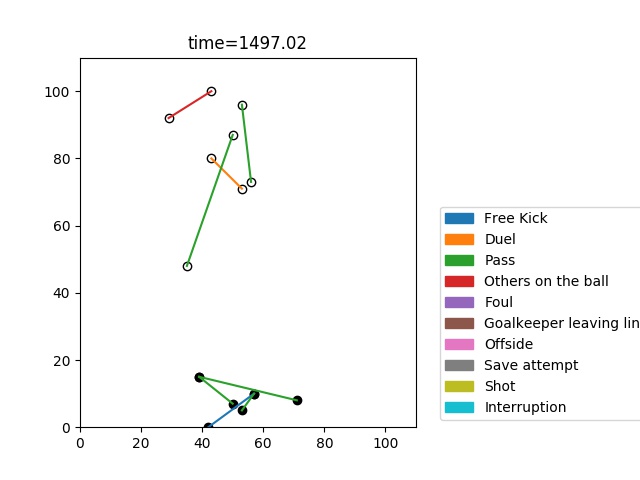 time=1497.02
100
80
60
40
20
0
0 20 40 60 80 100
Free Kick
Duel
Pass
Others on the ball
Foul
Goalkeeper leaving lin
Offside
Save attempt
Shot
Interruption